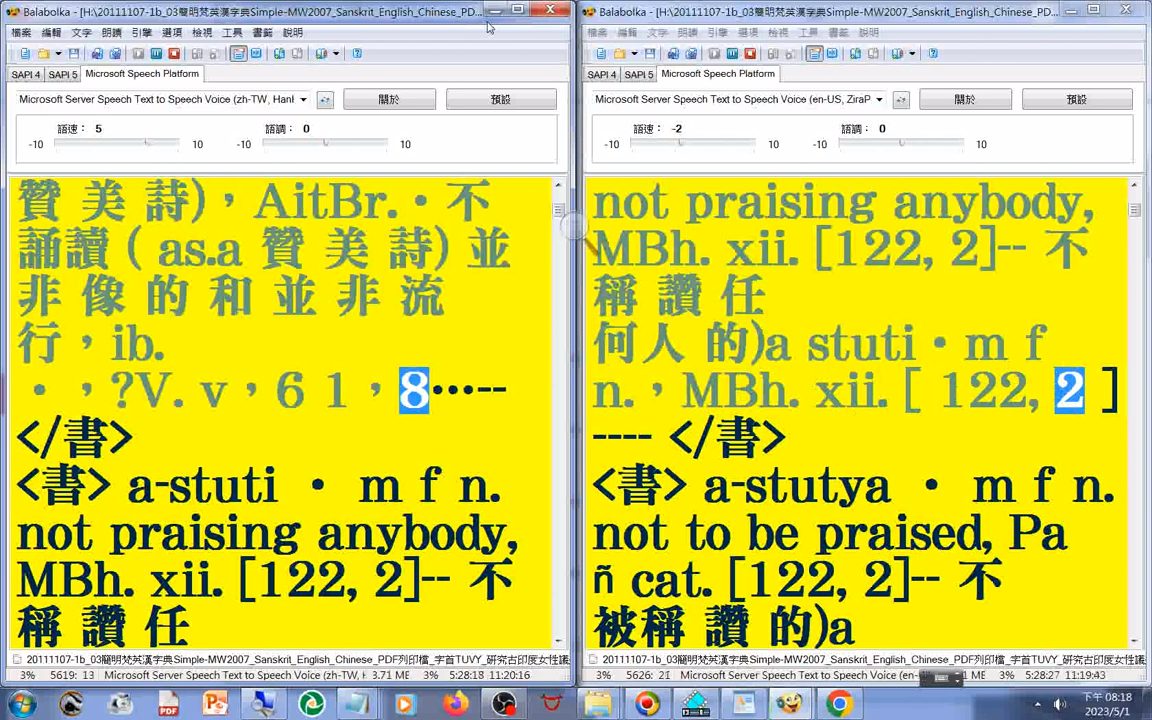 Balabolka - [H:\20111107-1b_03簡明梵英漢字典Simple-MW2007_Sanskrit_English_Chinese_PD...
檔案 編輯 文字 朗讀 引擎 選項 檢視 工具 書籤 說明
SAPI 4 SAPI 5 Microsoft Speech Platform
Microsoft Server Speech Text to Speech Voice (zh-TW, HanI 關於 預設
語速： 5 語調： 0
-10 10 -10 10
贊 美 詩)，AitBr.·不
誦讀 ( as.a 贊 美 詩) 並
非 像 的 和 並 非 流
行，ib.
·，?V. v，6 1，8···--
</書>
<書> a-stuti · m f n.
not praising anybody,
MBh. xii. [122, 2]-- 不
稱 讚 任
20111107-1b_03簡明梵英漢字典Simple-MW2007_Sanskrit_English_Chinese_PDF列印檔_字首TUVY_研究古印度女性議
3% 5619: 13 Microsoft Server Speech Text to Speech Voice (zh-TW, 3.71 ME 5:28:18 11:20:16
Balabolka - [H:\20111107-1b_03簡明梵英漢字典Simple-MW2007_Sanskrit_English_Chinese_PD...
檔案 編輯 文字 朗讀 引擎 選項 檢視 工具 書籤 說明
SAPI 4 SAPI 5 Microsoft Speech Platform
Microsoft Server Speech Text to Speech Voice (en-US, ZiraP 關於 預設
語速： -2 語調： 0
-10 10 -10 10
not praising anybody,
MBh. xii. [122, 2]-- 不
稱 讚 任
何人 的)a stuti·m f
n.，MBh. xii. [ 122, 2 ]
---- </書>
<書> a-stutya · m f n.
not to be praised, Pa
ñ cat. [122, 2]-- 不
被稱 讚 的)a
20111107-1b_03簡明梵英漢字典Simple-MW2007_Sanskrit_English_Chinese_PDF列印檔_字首TUVY_研究古印度女性議
3% 5626: 21 Microsoft Server Speech Text to Speech Voice (en-US, ME 5:28:27 11:19:43
下午 08:18
2023/5/1